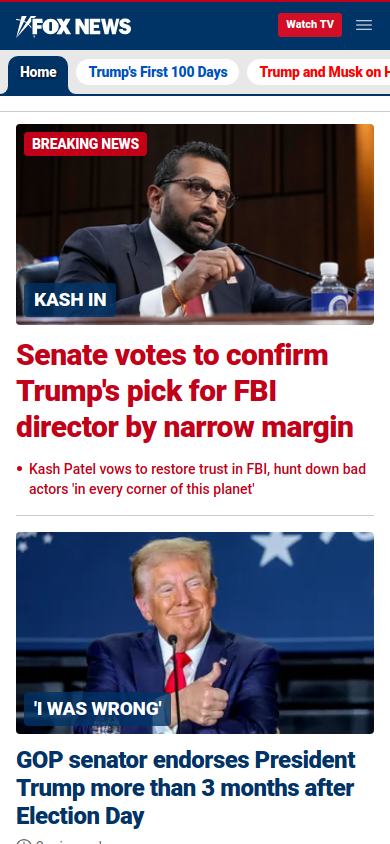 FOX NEWS
Watch TV
Home
Trump's First 100 Days
Trump and Musk on
BREAKING NEWS
KASH IN
Senate votes to confirm
Trump's pick for FBI
director by narrow margin
Kash Patel vows to restore trust in FBI, hunt down bad
actors 'in every corner of this planet'
'I WAS WRONG'
GOP senator endorses President
Trump more than 3 months after
Election Day